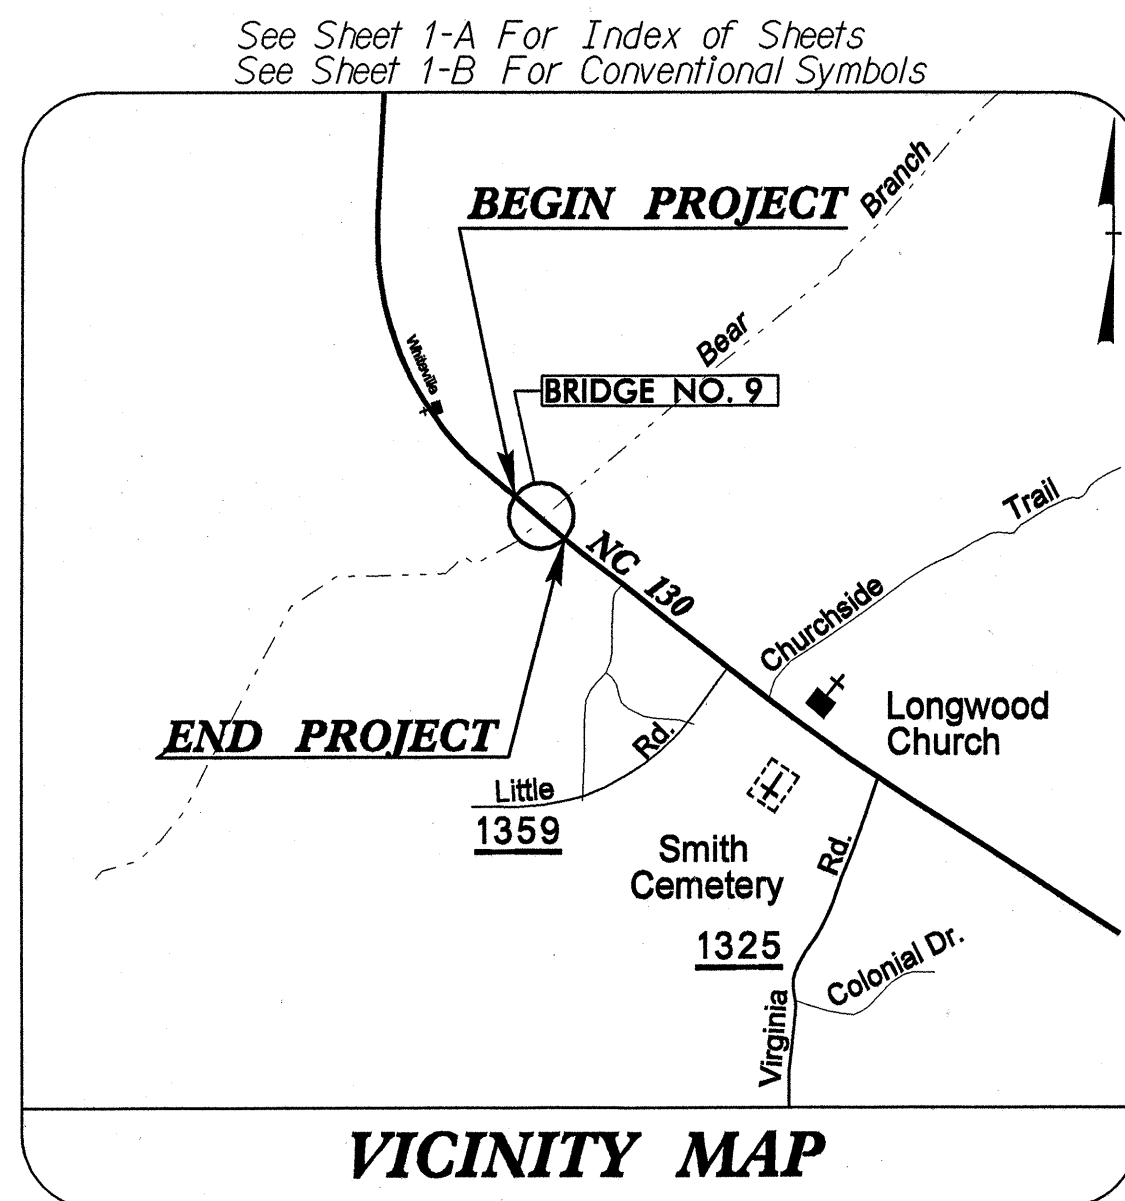 See Sheet 1-A For Index of Sheets
See Sheet 1-B For Conventional Symbols
BEGIN PROJECT
Branch
Bear
Whiteville
BRIDGE NO. 9
Trail
NC 130
Churchside
Longwood
Church
END PROJECT
Rd.
Little
1359
Smith
Cemetery
Rd.
1325
Colonial Dr.
Virginia
VICINITY MAP